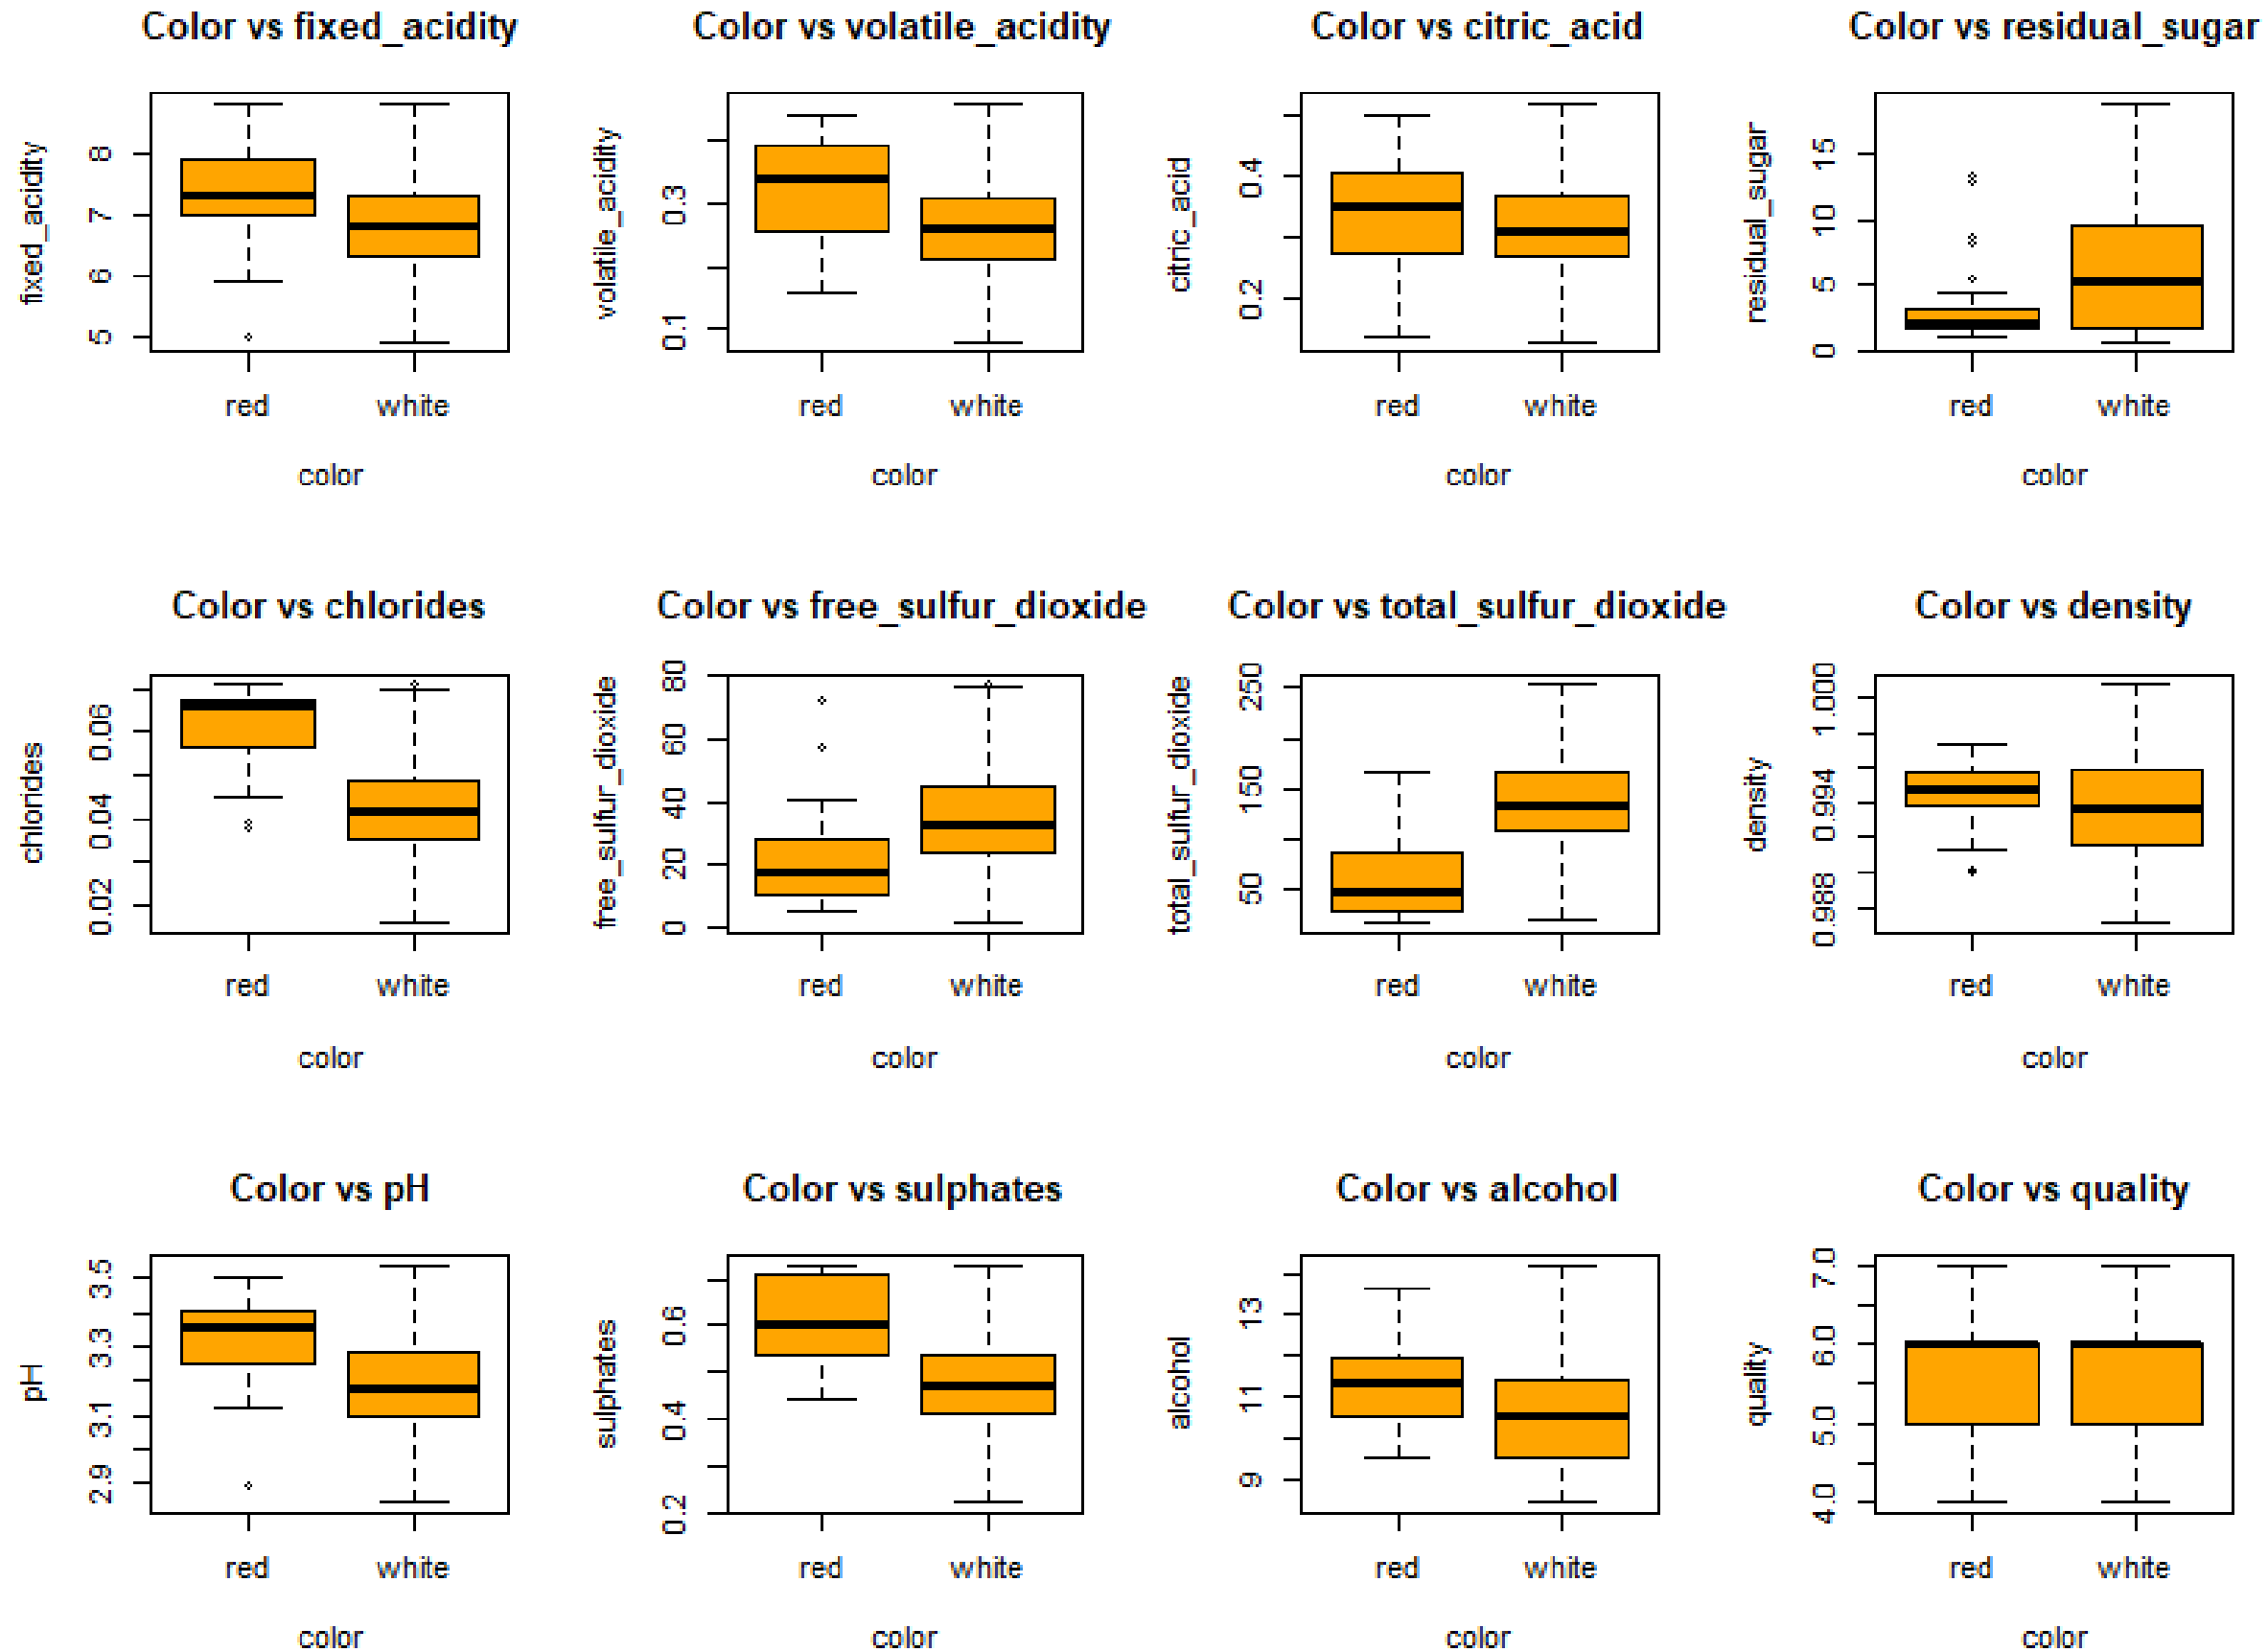 Color vs fixed_acidity
fixed_acidity
8
7
6
5
red white
color
Color vs volatile_acidity
volatile_acidity
0.3
0.1
red white
color
Color vs citric_acid
citric_acid
0.4
0.2
red white
color
Color vs residual_sugar
residual_sugar
15
10
5
0
red white
color
Color vs chlorides
chlorides
0.06
0.04
0.02
red white
color
Color vs free_sulfur_dioxide
free_sulfur_dioxide
80
60
40
20
0
red white
color
Color vs total_sulfur_dioxide
total_sulfur_dioxide
250
150
50
red white
color
Color vs density
density
1.000
0.994
0.988
red white
color
Color vs pH
pH
3.5
3.3
3.1
2.9
red white
color
Color vs sulphates
sulphates
0.6
0.4
0.2
red white
color
Color vs alcohol
alcohol
13
11
9
red white
color
Color vs quality
quality
7.0
6.0
5.0
4.0
red white
color